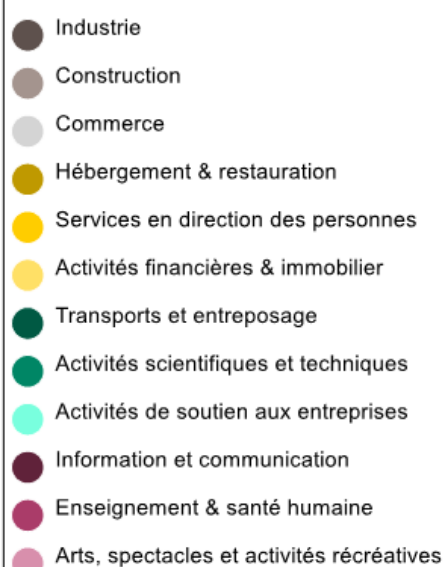 Industrie
Construction
Commerce
Hébergement & restauration
Services en direction des personnes
Activités financières & immobilier
Transports et entreposage
Activités scientifiques et techniques
Activités de soutien aux entreprises
Information et communication
Enseignement & santé humaine
Arts, spectacles et activités récréatives